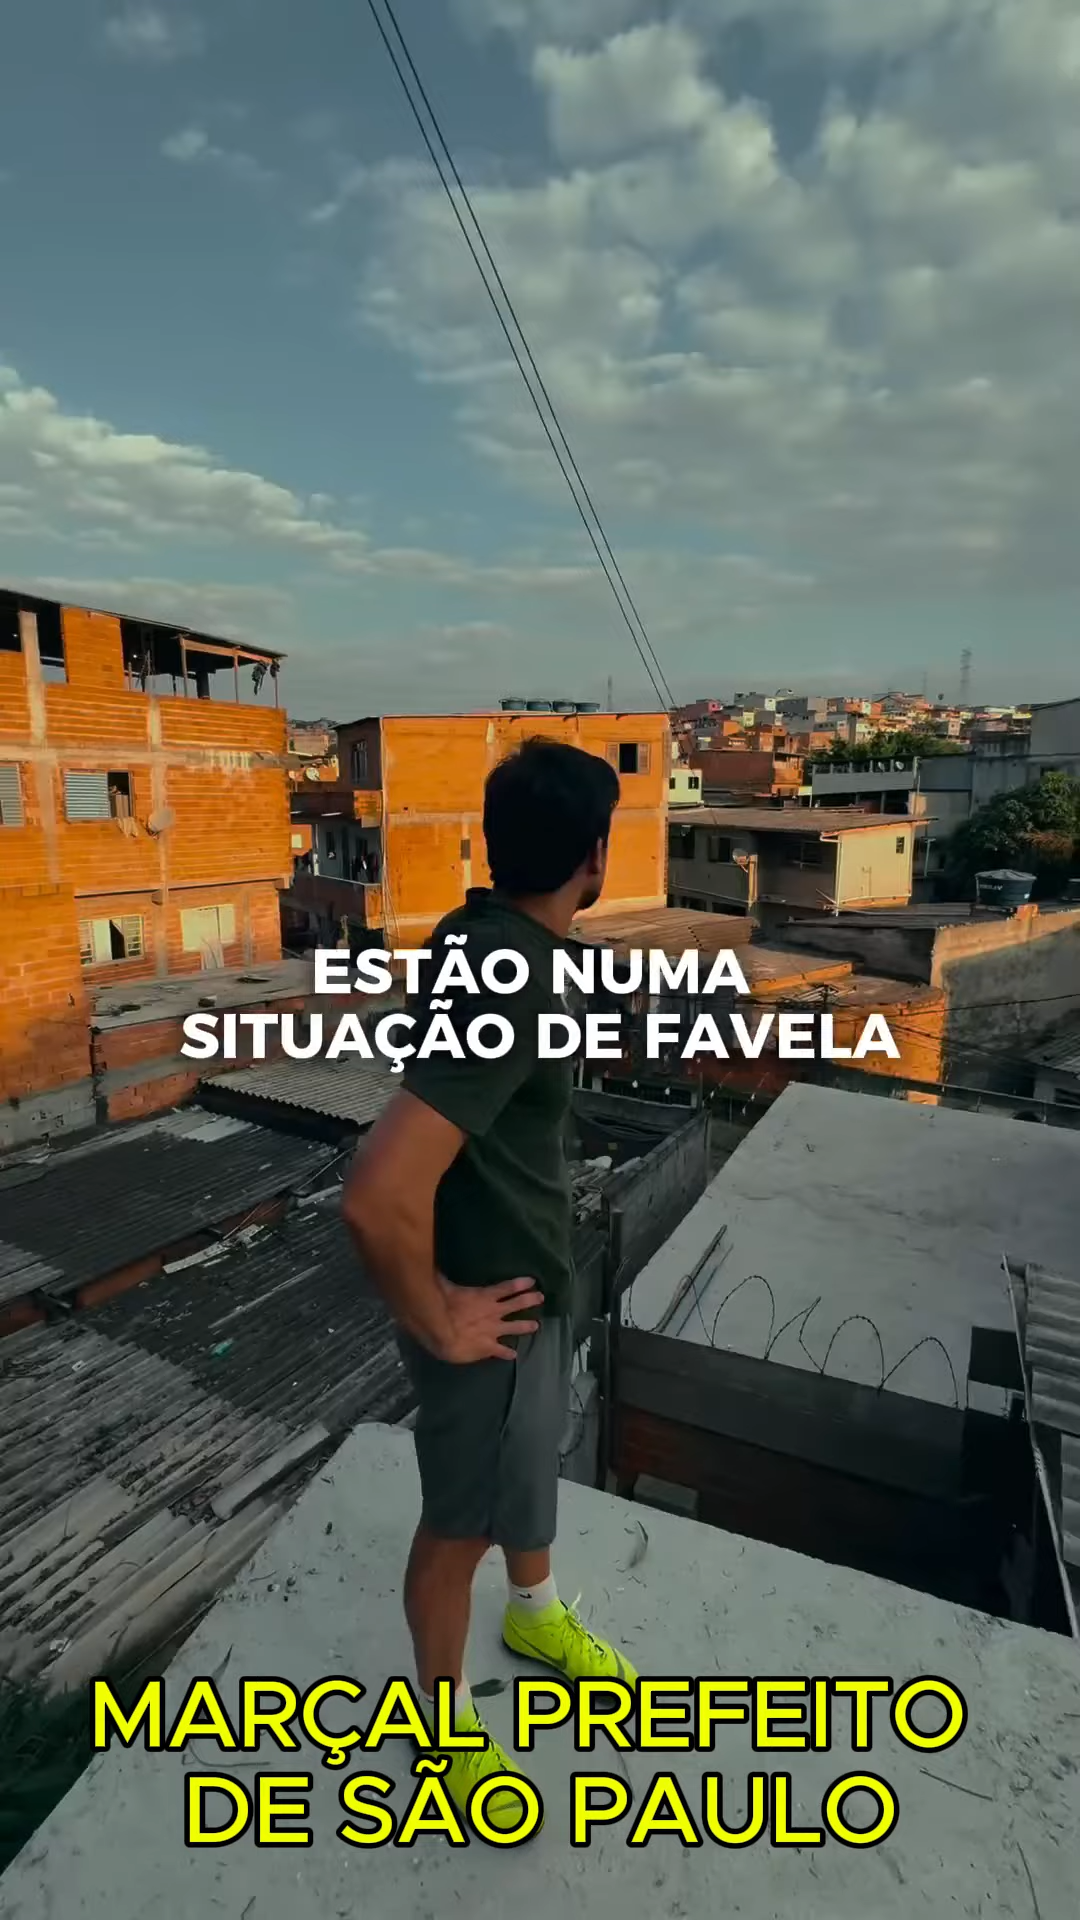 ESTÃO NUMA
SITUAÇÃO DE FAVELA
MARÇAL PREFEITO
DE SÃO PAULO